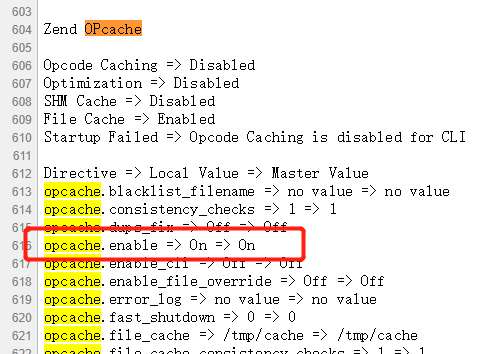 603
604 Zend OPcache
605
606 Opcode Caching => Disabled
607 Optimization => Disabled
608 SHM Cache => Disabled
609 File Cache => Enabled
610 Startup Failed => Opcode Caching is disabled for CLI
611
612 Directive => Local Value => Master Value
613 opcache.blacklist_filename => no value => no value
614 opcache.consistency_checks => 1 => 1
615 opcache.dups_fix => Off => Off
616 opcache.enable => On => On
617 opcache.enable_cli => Off => Off
618 opcache.enable_file_override => Off => Off
619 opcache.error_log => no value => no value
620 opcache.fast_shutdown => 0 => 0
621 opcache.file_cache => /tmp/cache => /tmp/cache
622 opcache.file_cache_consistency_checks => 1 => 1